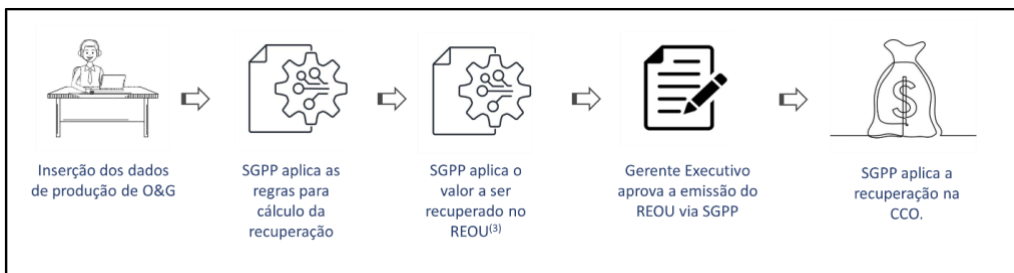 Inserção dos dados
de produção de O&G
SGPP aplica as
regras para
cálculo da
recuperação
SGPP aplica o
valor a ser
recuperado no
REOU(3)
Gerente Executivo
aprova a emissão do
REOU via SGPP
SGPP aplica a
recuperação na
CCO.